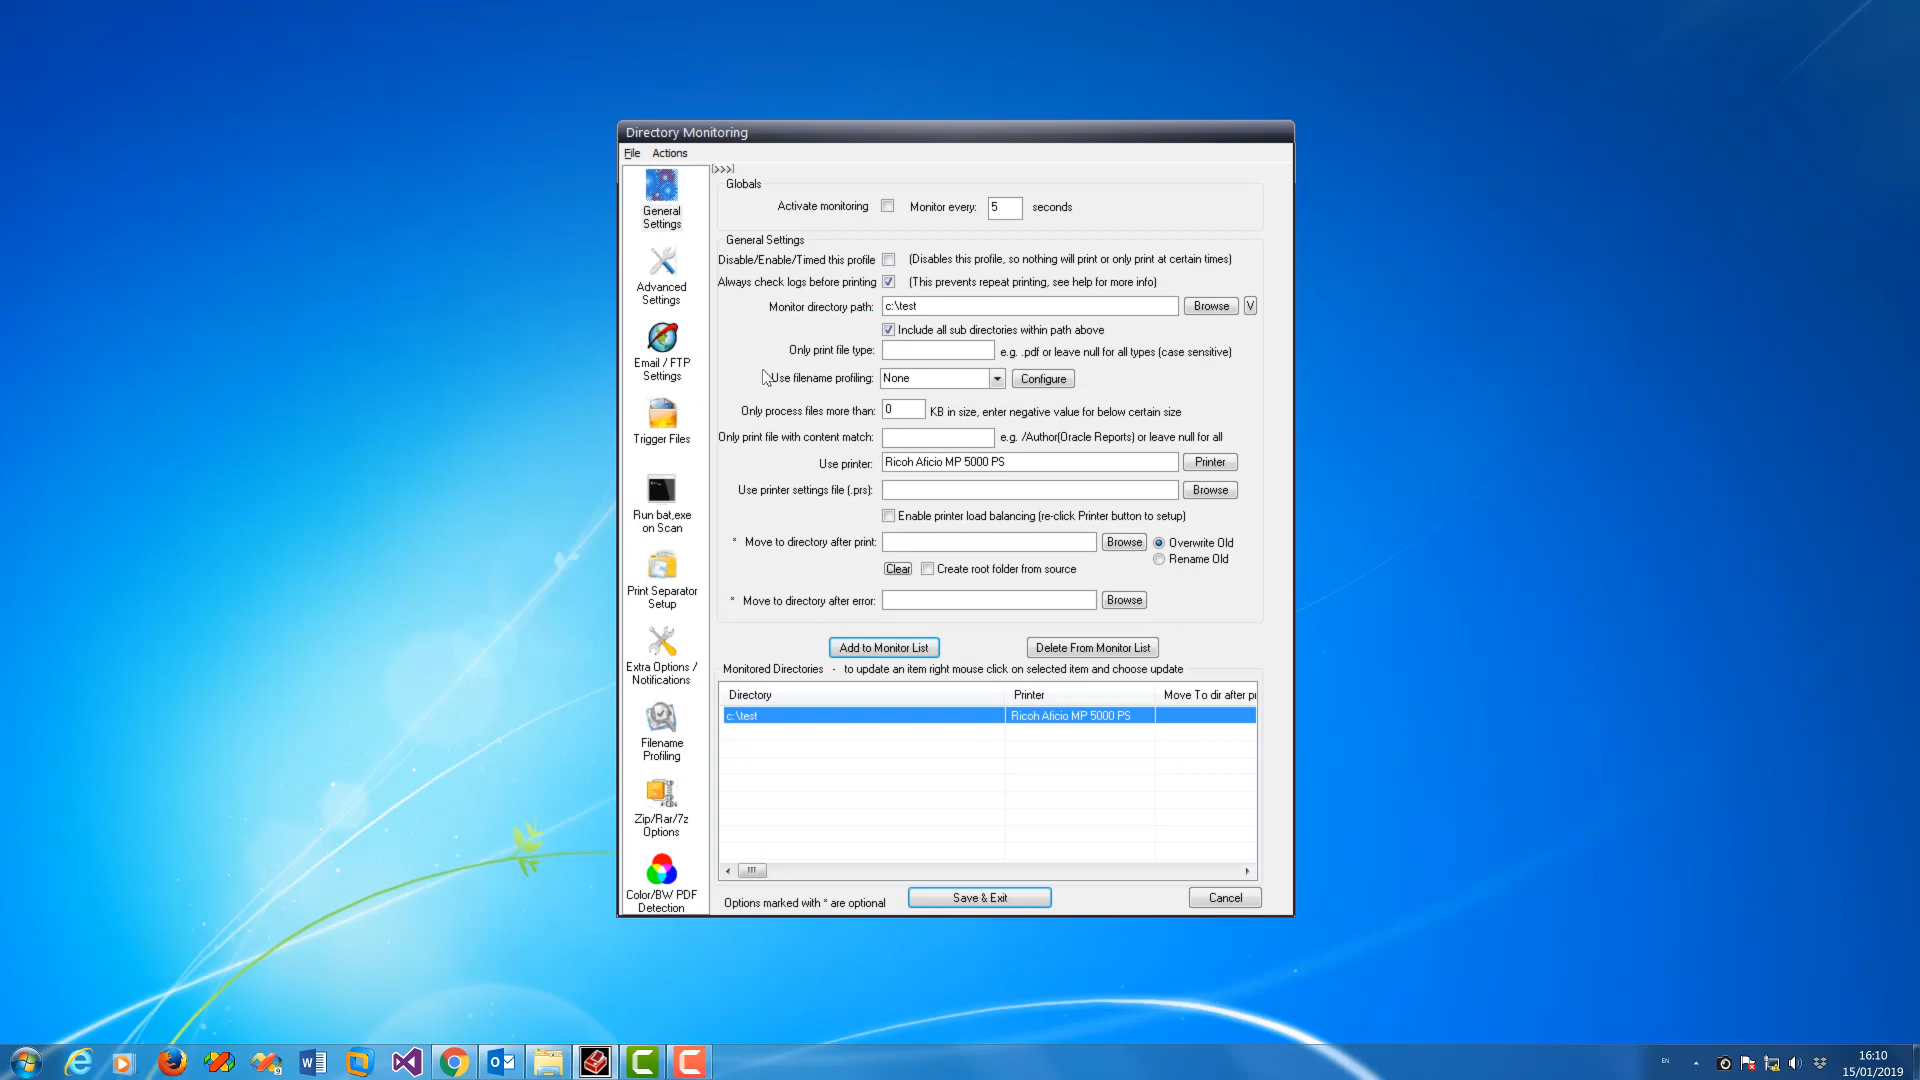 Directory Monitoring
File Actions
[>>>]
General
Settings
Advanced
Settings
Email / FTP
Settings
Trigger Files
Run bat,exe
on Scan
Print Separator
Setup
Extra Options /
Notifications
Filename
Profiling
Zip/Rar/7z
Options
Color/BW PDF
Detection
Globals
Activate monitoring Monitor every: 5 seconds
General Settings
Disable/Enable/Timed this profile (Disables this profile, so nothing will print or only print at certain times)
Always check logs before printing (This prevents repeat printing, see help for more info)
Monitor directory path: c:\test Browse V
Include all sub directories within path above
Only print file type: e.g. .pdf or leave null for all types (case sensitive)
Use filename profiling: None Configure
Only process files more than: 0 KB in size, enter negative value for below certain size
Only print file with content match: e.g. /Author(Oracle Reports) or leave null for all
Use printer: Ricoh Aficio MP 5000 PS Printer
Use printer settings file (.prs): Browse
Enable printer load balancing (re-click Printer button to setup)
* Move to directory after print: Browse Overwrite Old
Rename Old
Clear Create root folder from source
* Move to directory after error: Browse
Add to Monitor List Delete From Monitor List
Monitored Directories - to update an item right mouse click on selected item and choose update
Directory Printer Move To dir after pr
c:\test Ricoh Aficio MP 5000 PS
Options marked with * are optional Save & Exit Cancel
EN
16:10
15/01/2019